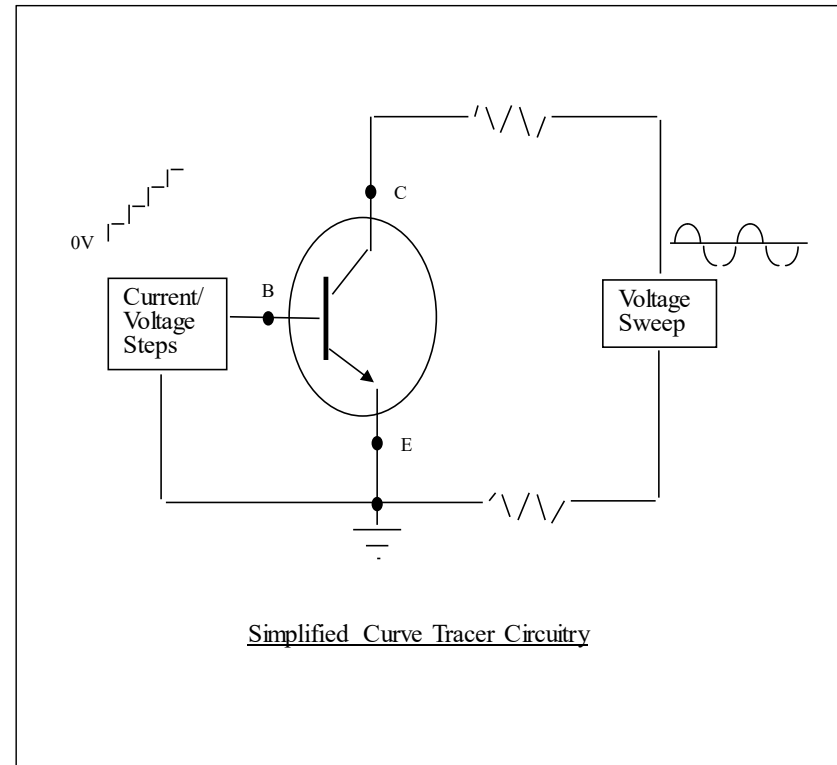 C
0V
B
Current/
Voltage
Steps
Voltage
Sweep
E
Simplified Curve Tracer Circuitry